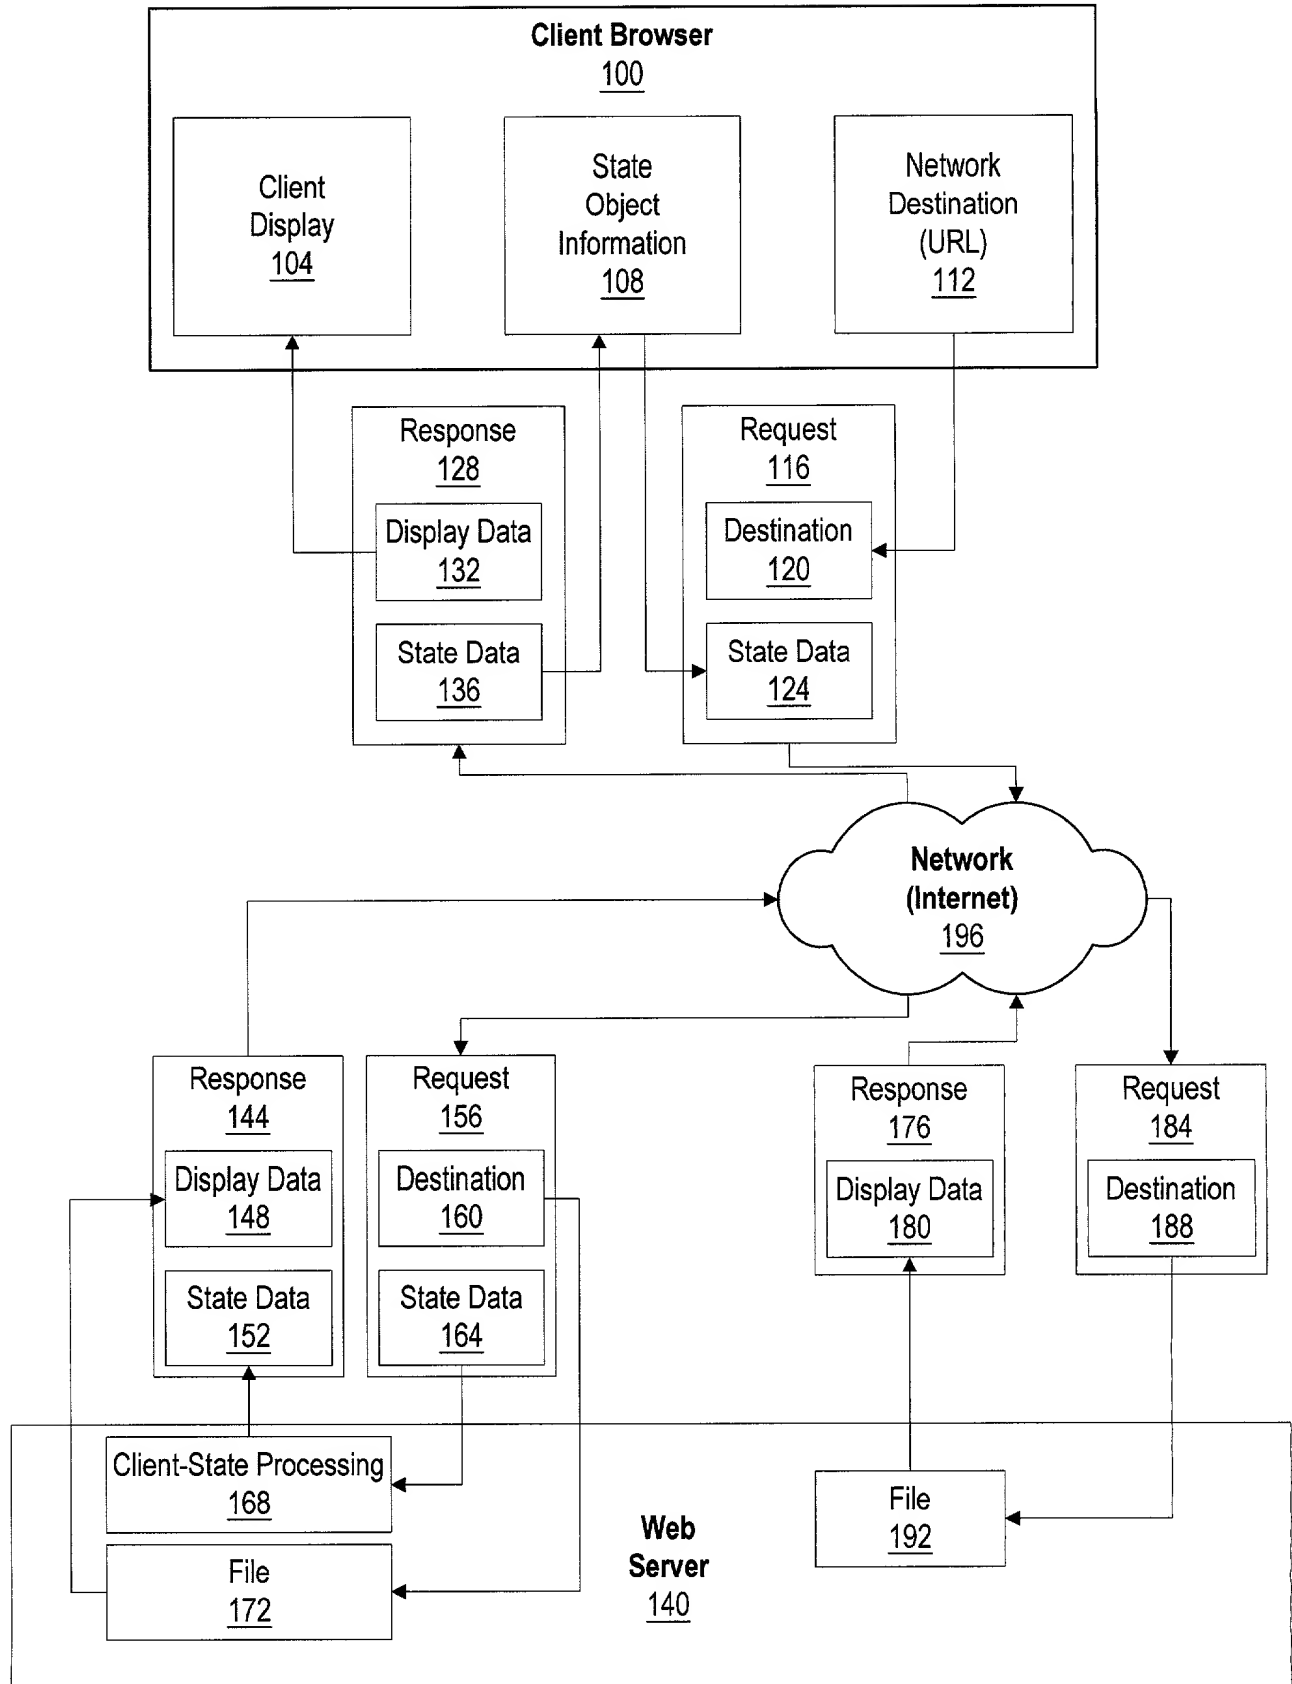 Client Browser
100
Client
Display
104
State
Object
Information
108
Network
Destination
(URL)
112
Response
128
Display Data
132
State Data
136
Request
116
Destination
120
State Data
124
Network
(Internet)
196
Response
144
Display Data
148
State Data
152
Request
156
Destination
160
State Data
164
Response
176
Display Data
180
Request
184
Destination
188
Client-State Processing
168
File
172
Web
Server
140
File
192